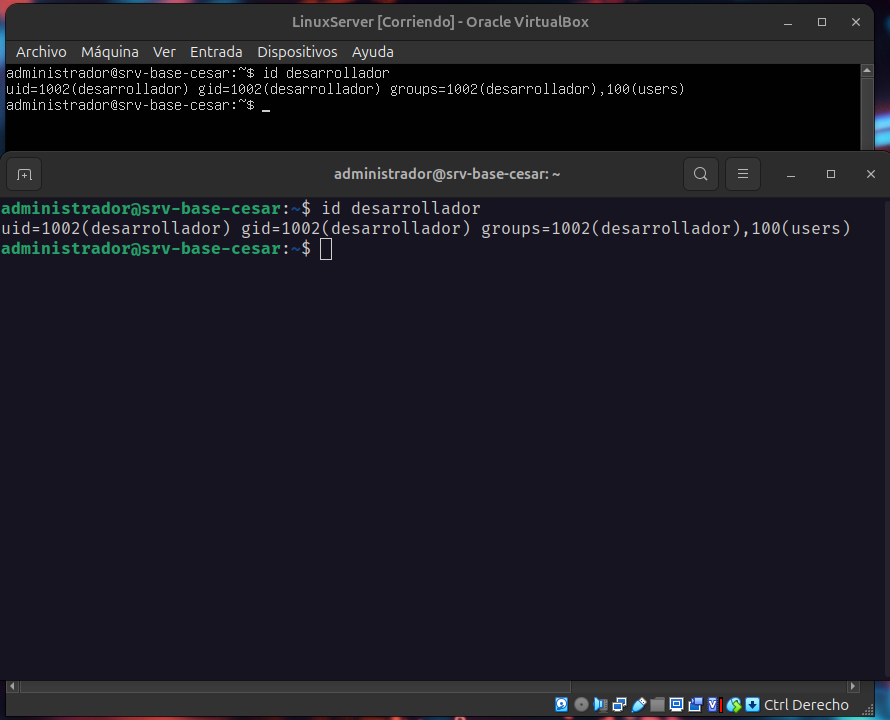 LinuxServer [Corriendo] - Oracle VirtualBox
Archivo Máquina Ver Entrada Dispositivos Ayuda
administrador@srv-base-cesar:~$ id desarrollador
uid=1002(desarrollador) gid=1002(desarrollador) groups=1002(desarrollador),100(users)
administrador@srv-base-cesar:~$ _
administrador@srv-base-cesar: ~
administrador@srv-base-cesar:~$ id desarrollador
uid=1002(desarrollador) gid=1002(desarrollador) groups=1002(desarrollador),100(users)
administrador@srv-base-cesar:~$
Ctrl Derecho